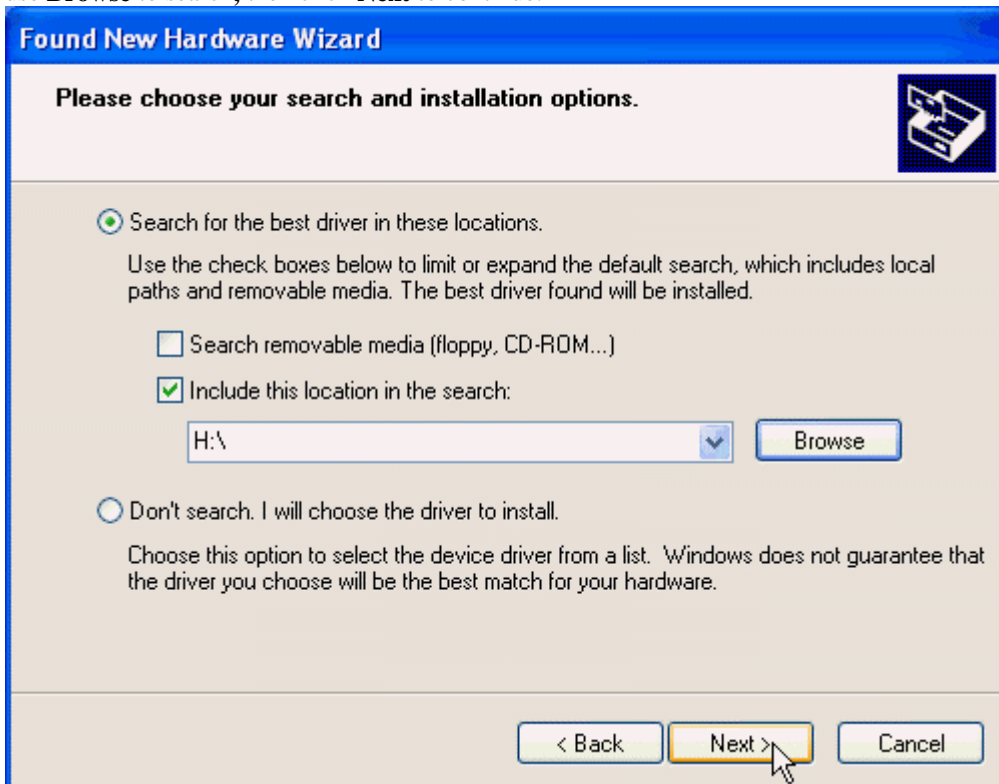 Found New Hardware Wizard
Please choose your search and installation options.
Search for the best driver in these locations.
Use the check boxes below to limit or expand the default search, which includes local
paths and removable media. The best driver found will be installed.
Search removable media (floppy, CD-ROM...)
Include this location in the search:
H:\
Browse
Don't search. I will choose the driver to install.
Choose this option to select the device driver from a list. Windows does not guarantee that
the driver you choose will be the best match for your hardware.
< Back Next > Cancel